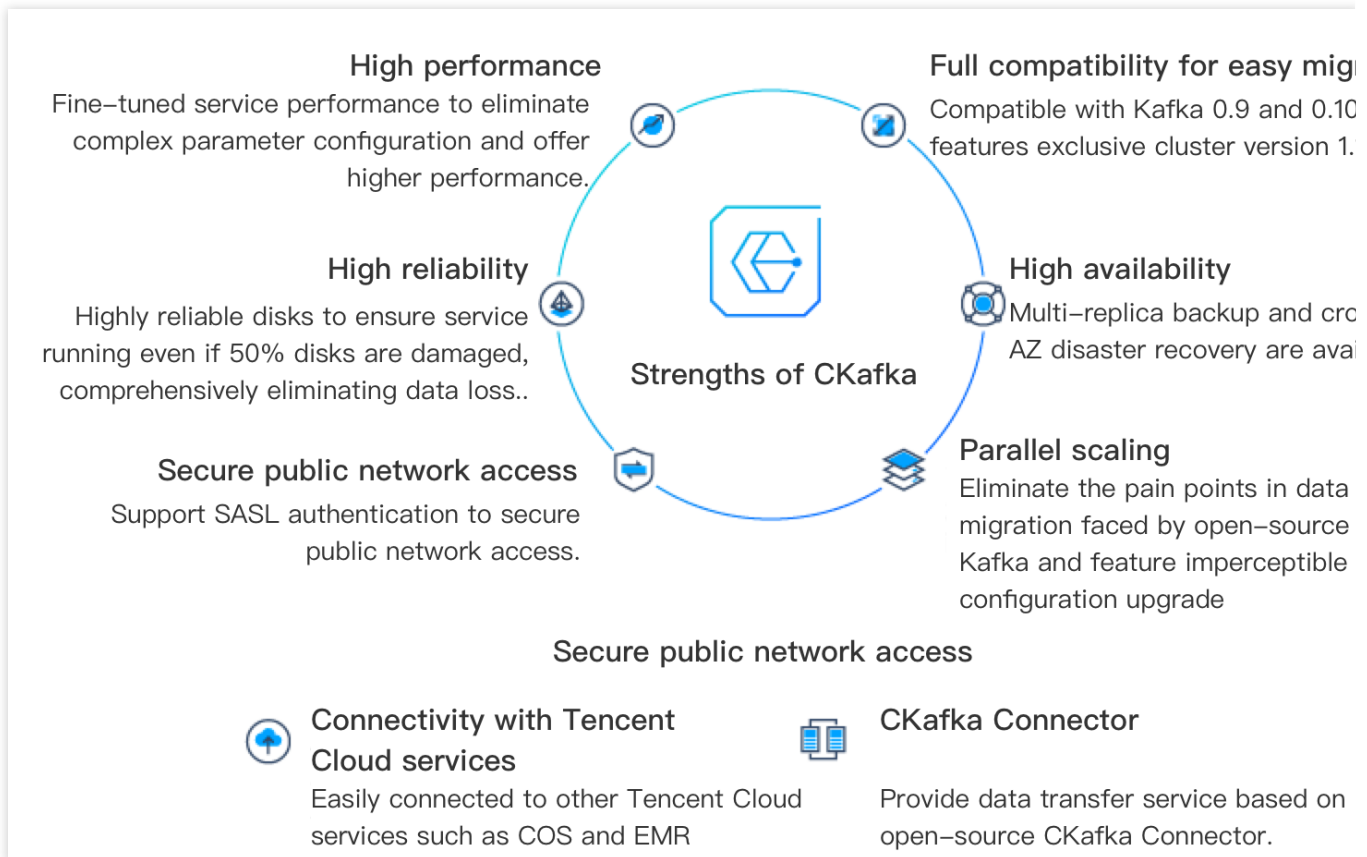 High performance
Fine-tuned service performance to eliminate
complex parameter configuration and offer
higher performance.
Full compatibility for easy
Compatible with Kafka 0.9 and 0.10
features exclusive cluster version 1.
High reliability
Highly reliable disks to ensure service
running even if 50% disks are damaged,
comprehensively eliminating data loss..
High availability
Multi-replica backup and
AZ disaster recovery are
Strengths of CKafka
Secure public network access
Support SASL authentication to secure
public network access.
Parallel scaling
Eliminate the pain points in data
migration faced by open-source
Kafka and feature imperceptible
configuration upgrade
Secure public network access
Connectivity with Tencent
Cloud services
Easily connected to other Tencent Cloud
services such as COS and EMR
CKafka Connector
Provide data transfer service based on
open-source CKafka Connector.